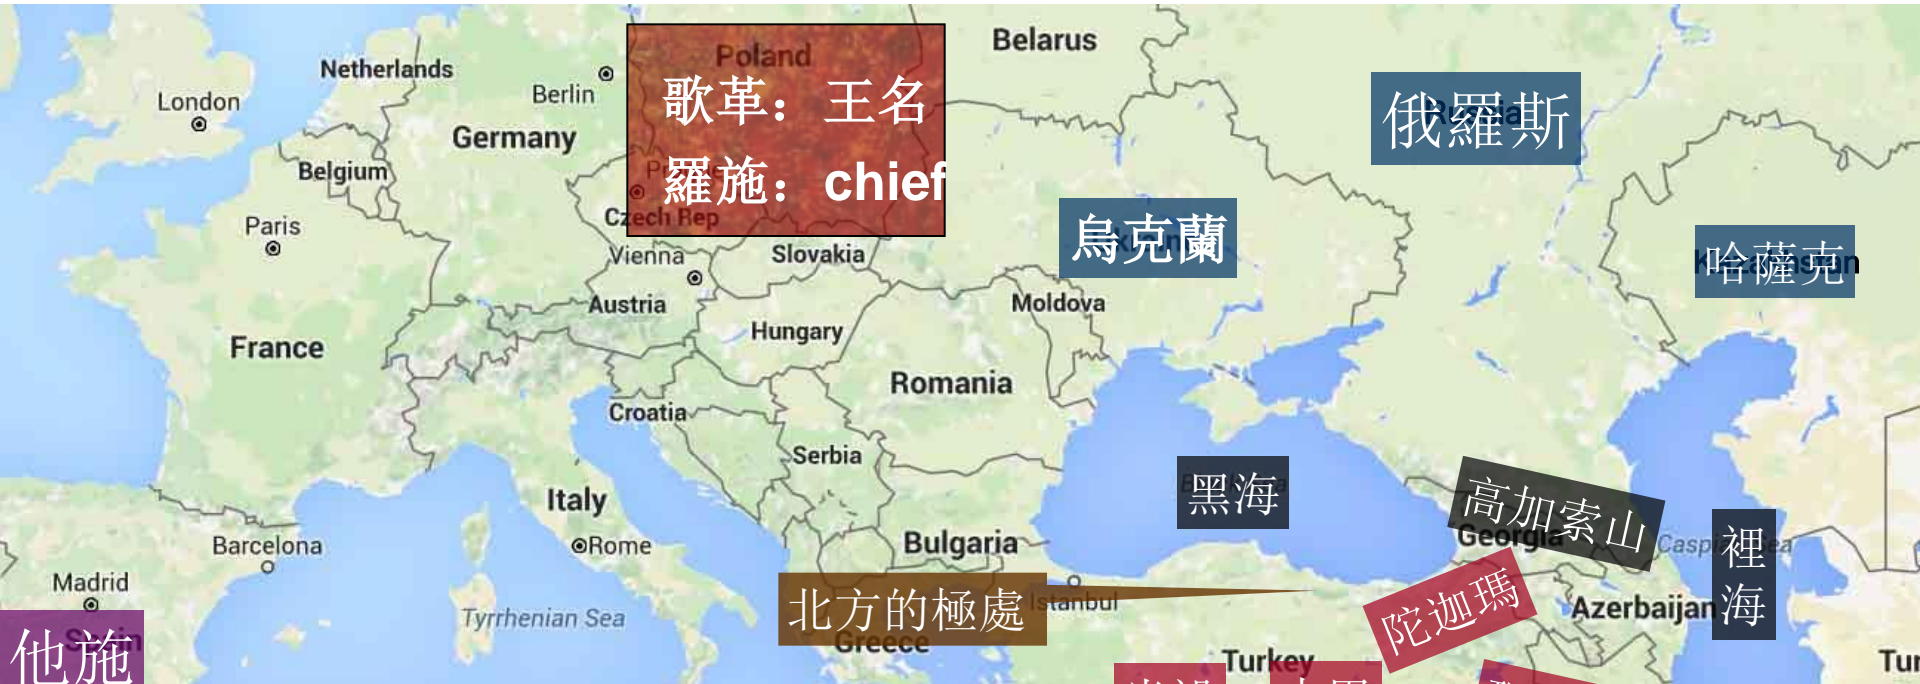 Belarus
Poland
Netherlands
歌革：王名
俄羅斯
Berlin
London
Germany
羅施：chief
Belgium
Czech Rep
Paris
烏克蘭
Vienna
Slovakia
哈薩克
Austria
Moldova
Hungary
France
Romania
Croatia
Serbia
黑海
高加索山
Italy
Georgia
Barcelona
Rome
Bulgaria
裡海
Madrid
Istanbul
陀迦瑪
Azerbaijan
北方的極處
Tyrrhenian Sea
Greece
他施
Spain
Turkey